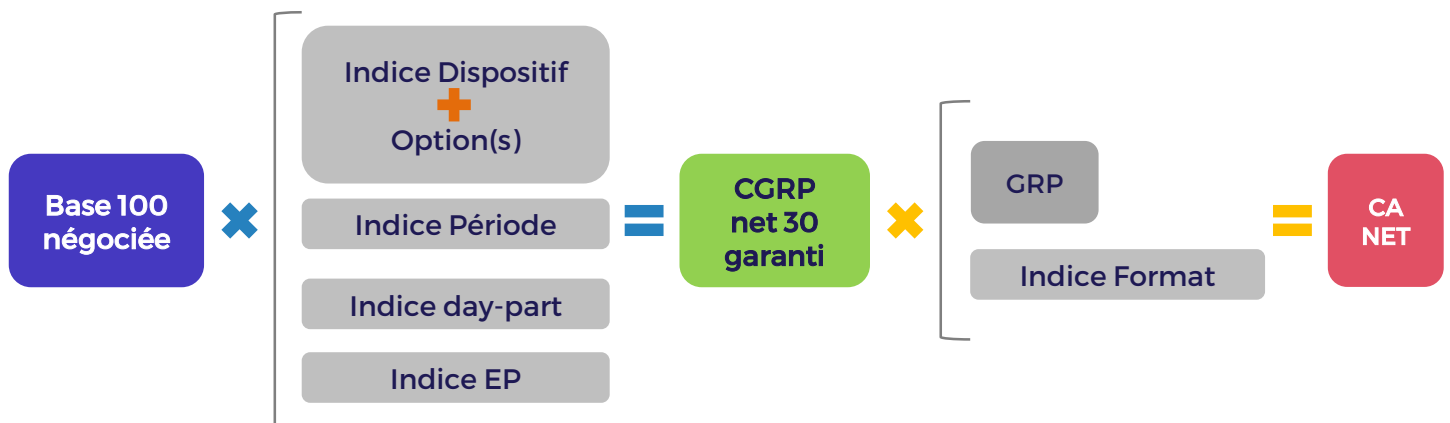 Base 100
négociée
Indice Dispositif
Option(s)
Indice Période
Indice day-part
Indice EP
CGRP
net 30
garanti
GRP
Indice Format
CA
NET